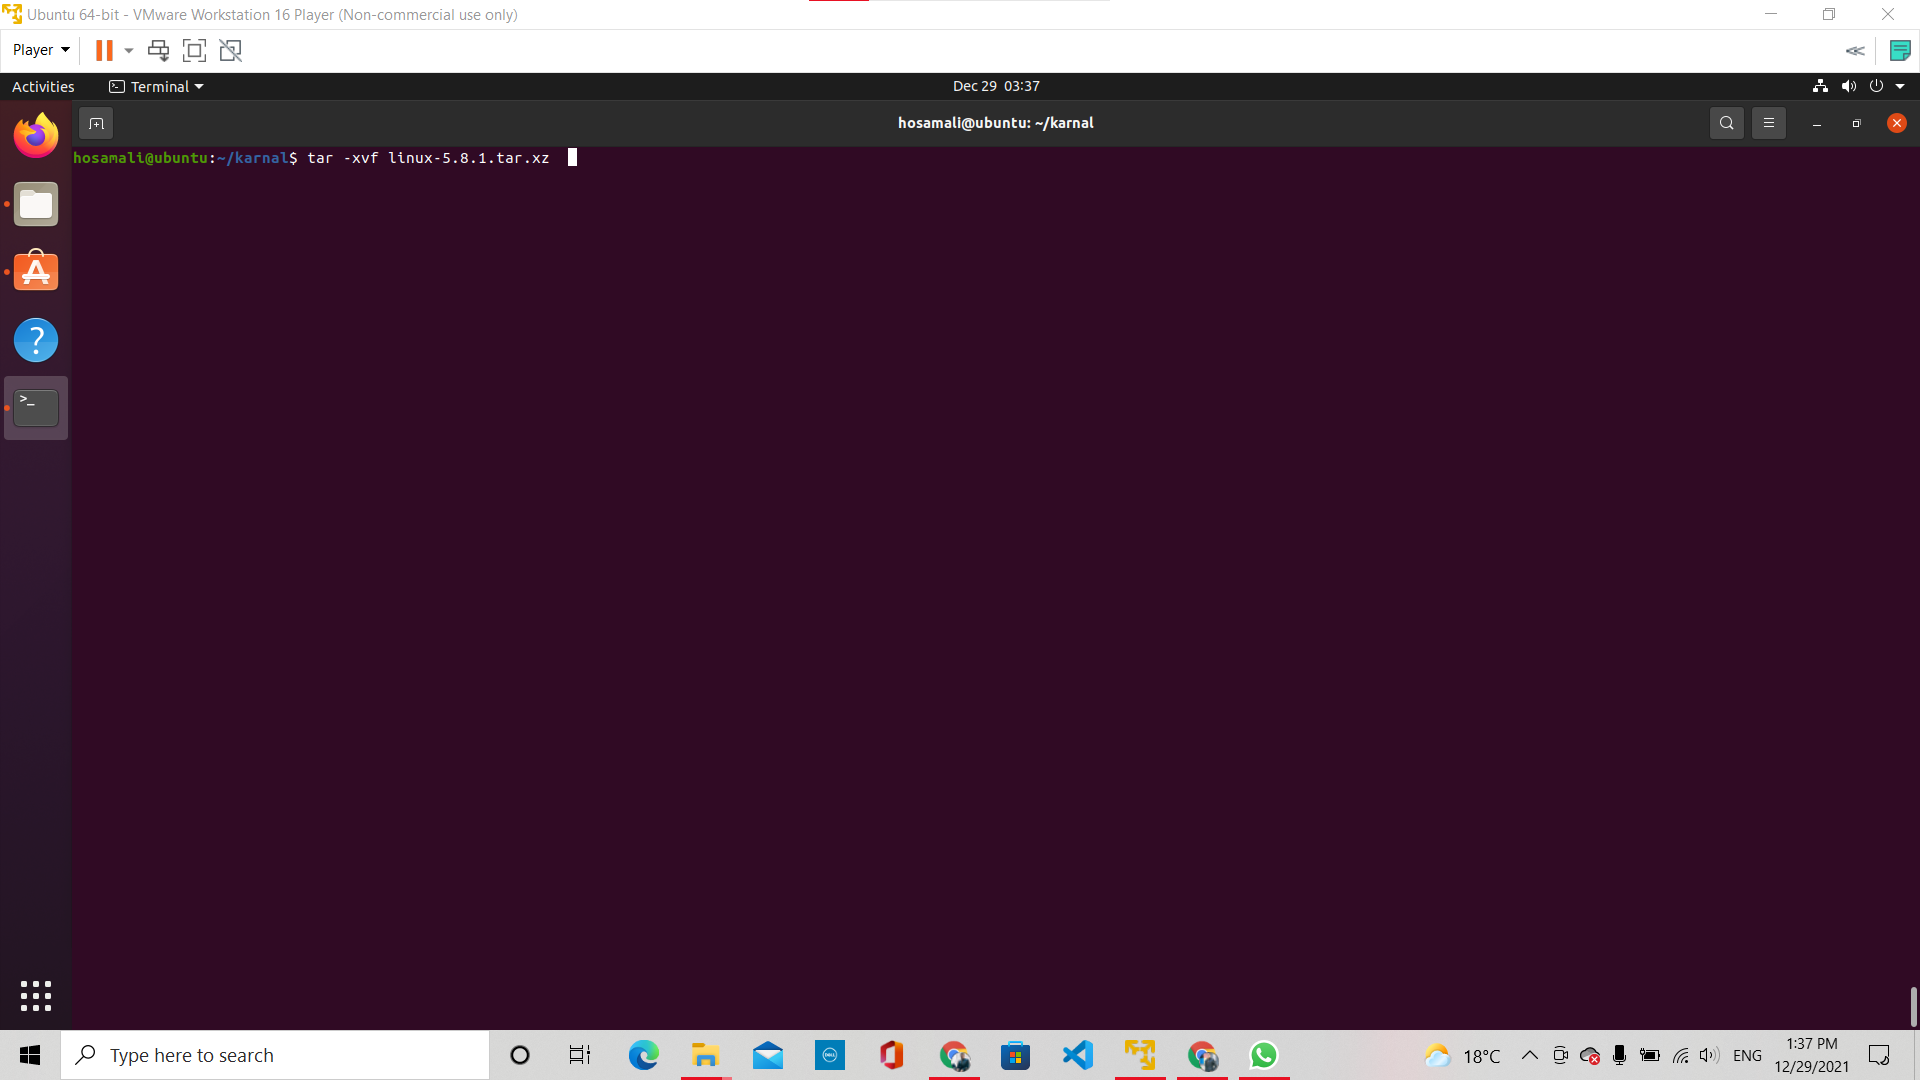 Ubuntu 64-bit - VMware Workstation 16 Player (Non-commercial use only)
Player
Activities
Terminal
Dec 29 03:37
hosamali@ubuntu: ~/karnal
hosamali@ubuntu:~/karnal$ tar -xvf linux-5.8.1.tar.xz
Type here to search
18°C
ENG
1:37 PM
12/29/2021